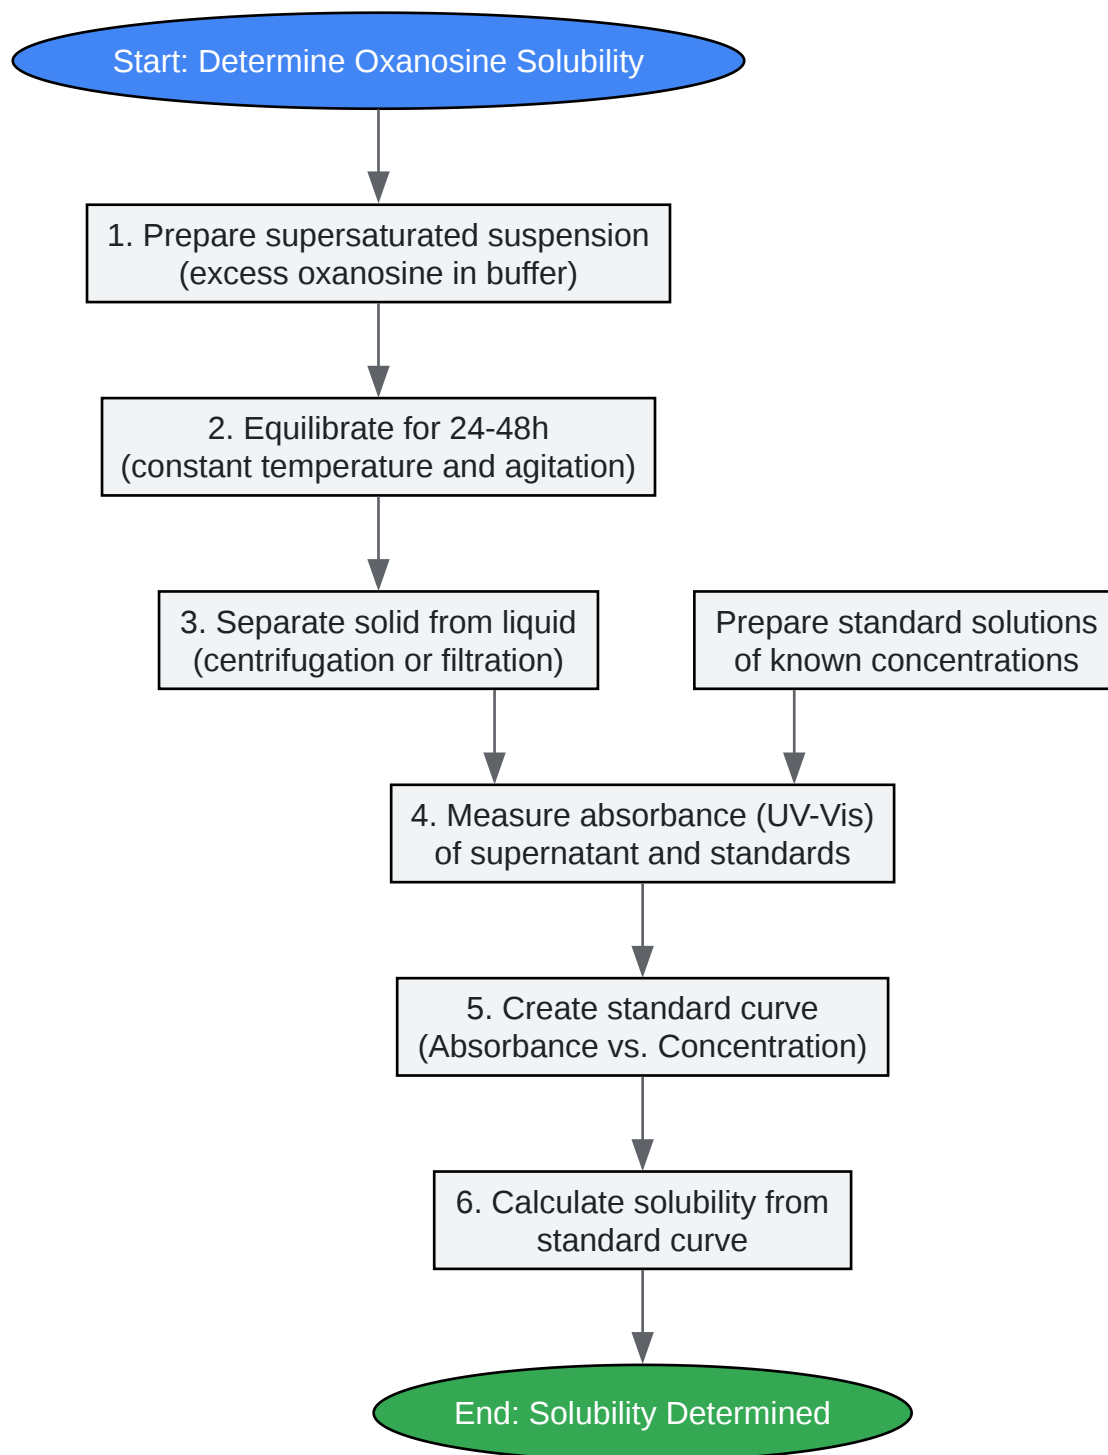 Start: Determine Oxanosine Solubility
1. Prepare supersaturated suspension
(excess oxanosine in buffer)
2. Equilibrate for 24-48h
(constant temperature and agitation)
3. Separate solid from liquid
(centrifugation or filtration)
Prepare standard solutions
of known concentrations
4. Measure absorbance (UV-Vis)
of supernatant and standards
5. Create standard curve
(Absorbance vs. Concentration)
6. Calculate solubility from
standard curve
End: Solubility Determined